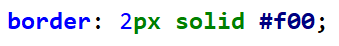 border: 2px solid #f00;